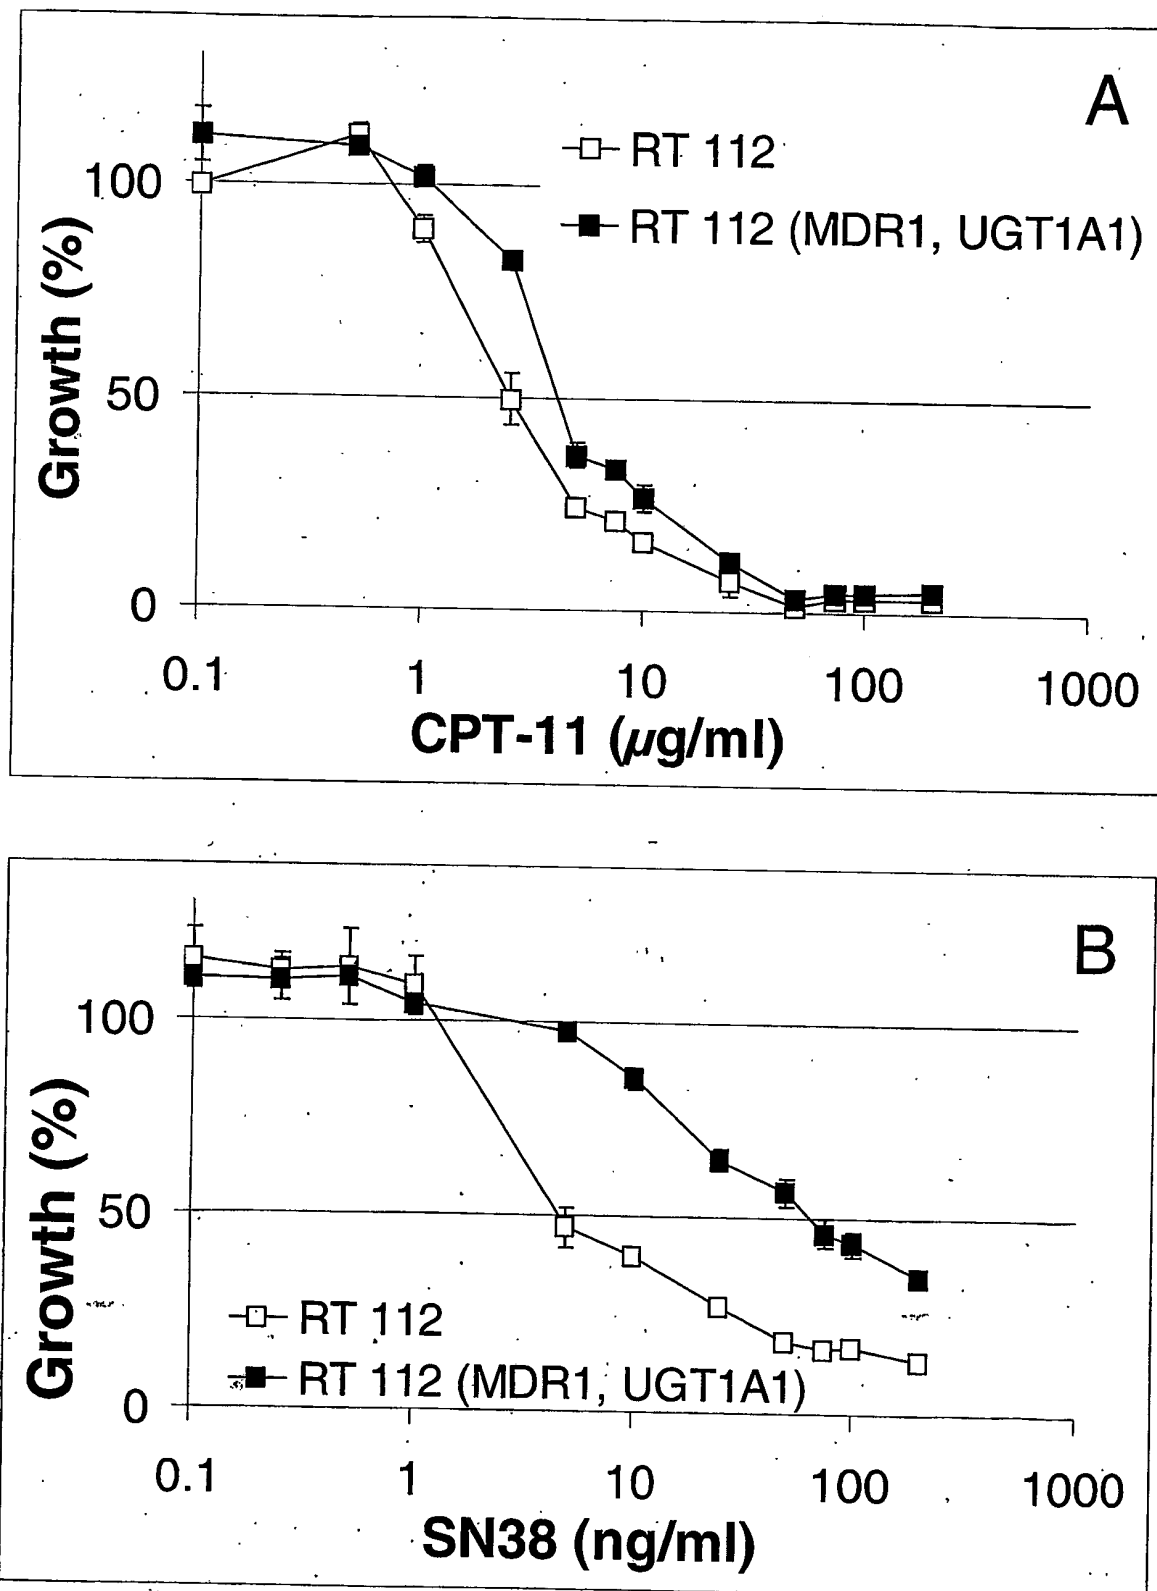 A
RT 112
RT 112 (MDR1, UGT1A1)
Growth (%)
100
50
0
0.1 1 10 100 1000
CPT-11 (µg/ml)
B
Growth (%)
100
50
0
RT 112
RT 112 (MDR1, UGT1A1)
0.1 1 10 100 1000
SN38 (ng/ml)